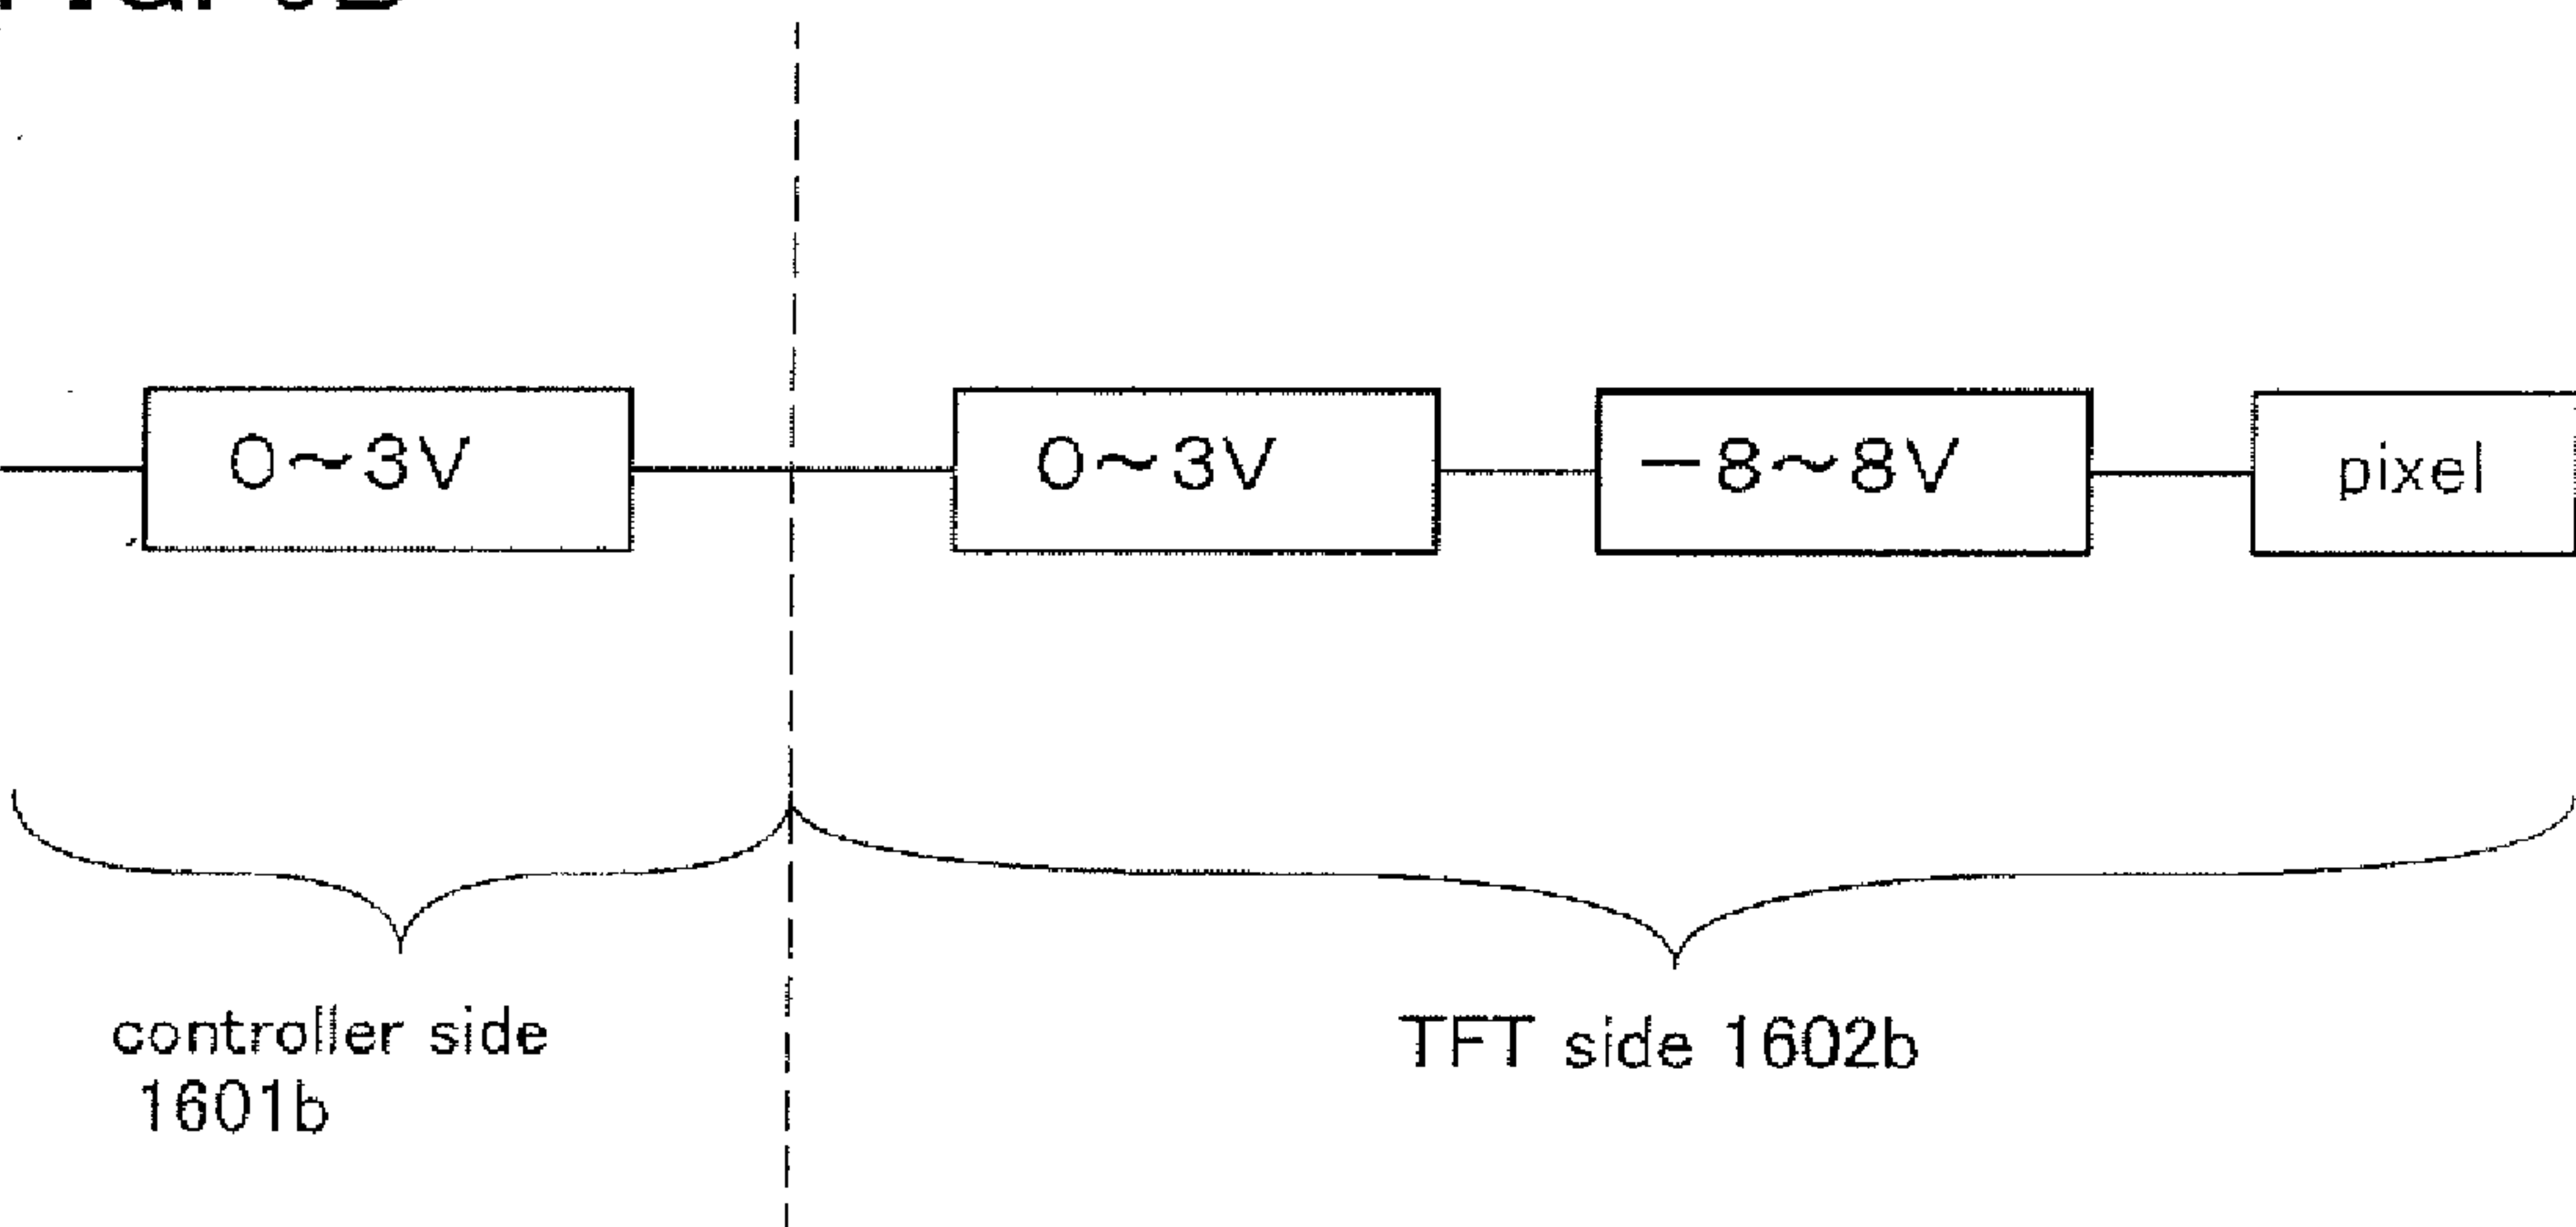 0~3V
0~3V
-8~8V
pixel
controller side
1601b
TFT side 1602b